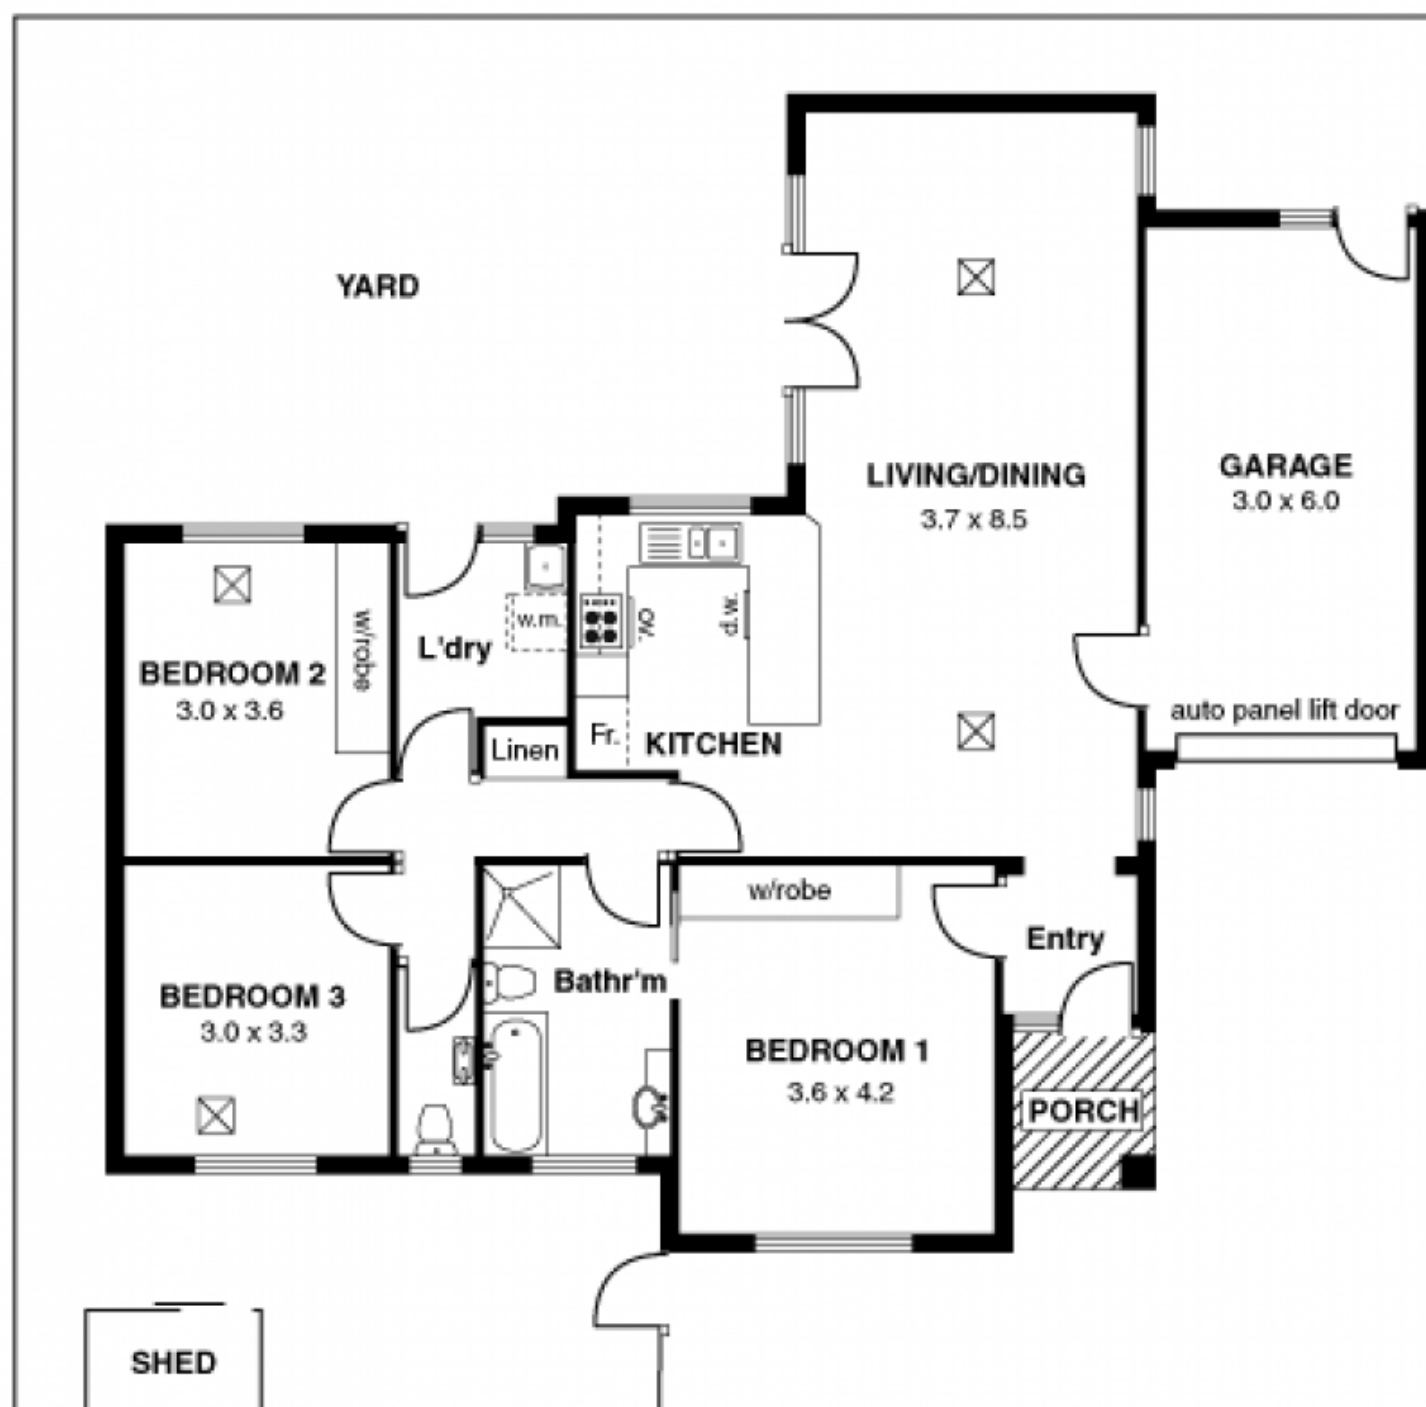 YARD
LIVING/DINING
3.7 x 8.5
GARAGE
3.0 x 6.0
auto panel lift door
BEDROOM 2
3.0 x 3.6
w/robe
L'dry
w.m.
Linen
ov.
d.w.
Fr.
KITCHEN
w/robe
Entry
BEDROOM 3
3.0 x 3.3
Bathr'm
BEDROOM 1
3.6 x 4.2
PORCH
SHED